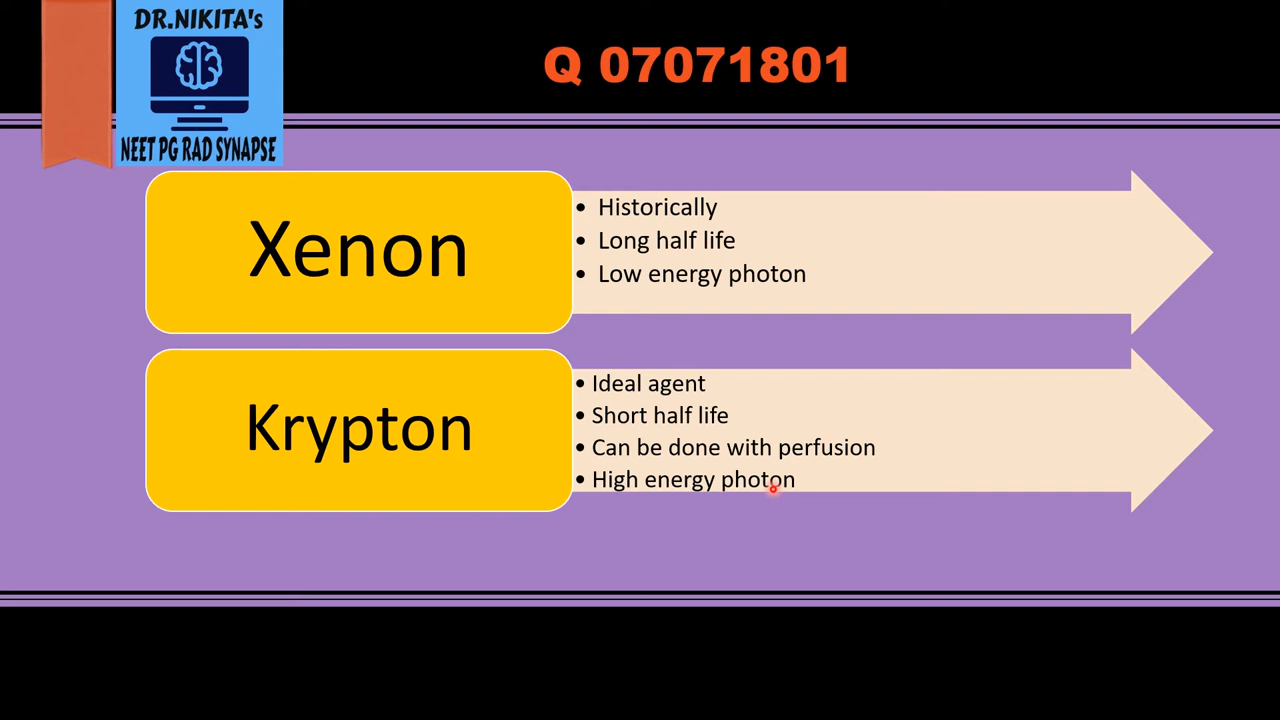 DR.NIKITA's
NEET PG RAD SYNAPSE
Q 07071801
Xenon
• Historically
• Long half life
• Low energy photon
Krypton
• Ideal agent
• Short half life
• Can be done with perfusion
• High energy photon